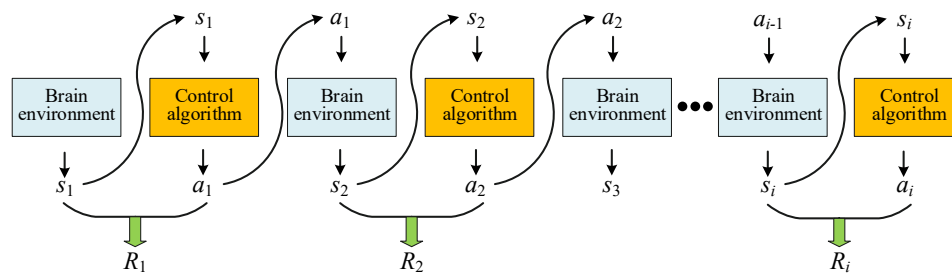 s1 a1 s2 a2 ai-1 si
Brain environment Control algorithm Brain environment Control algorithm Brain environment ●●● Brain environment Control algorithm
s1 a1 s2 a2 s3 si ai
R1 R2 Ri